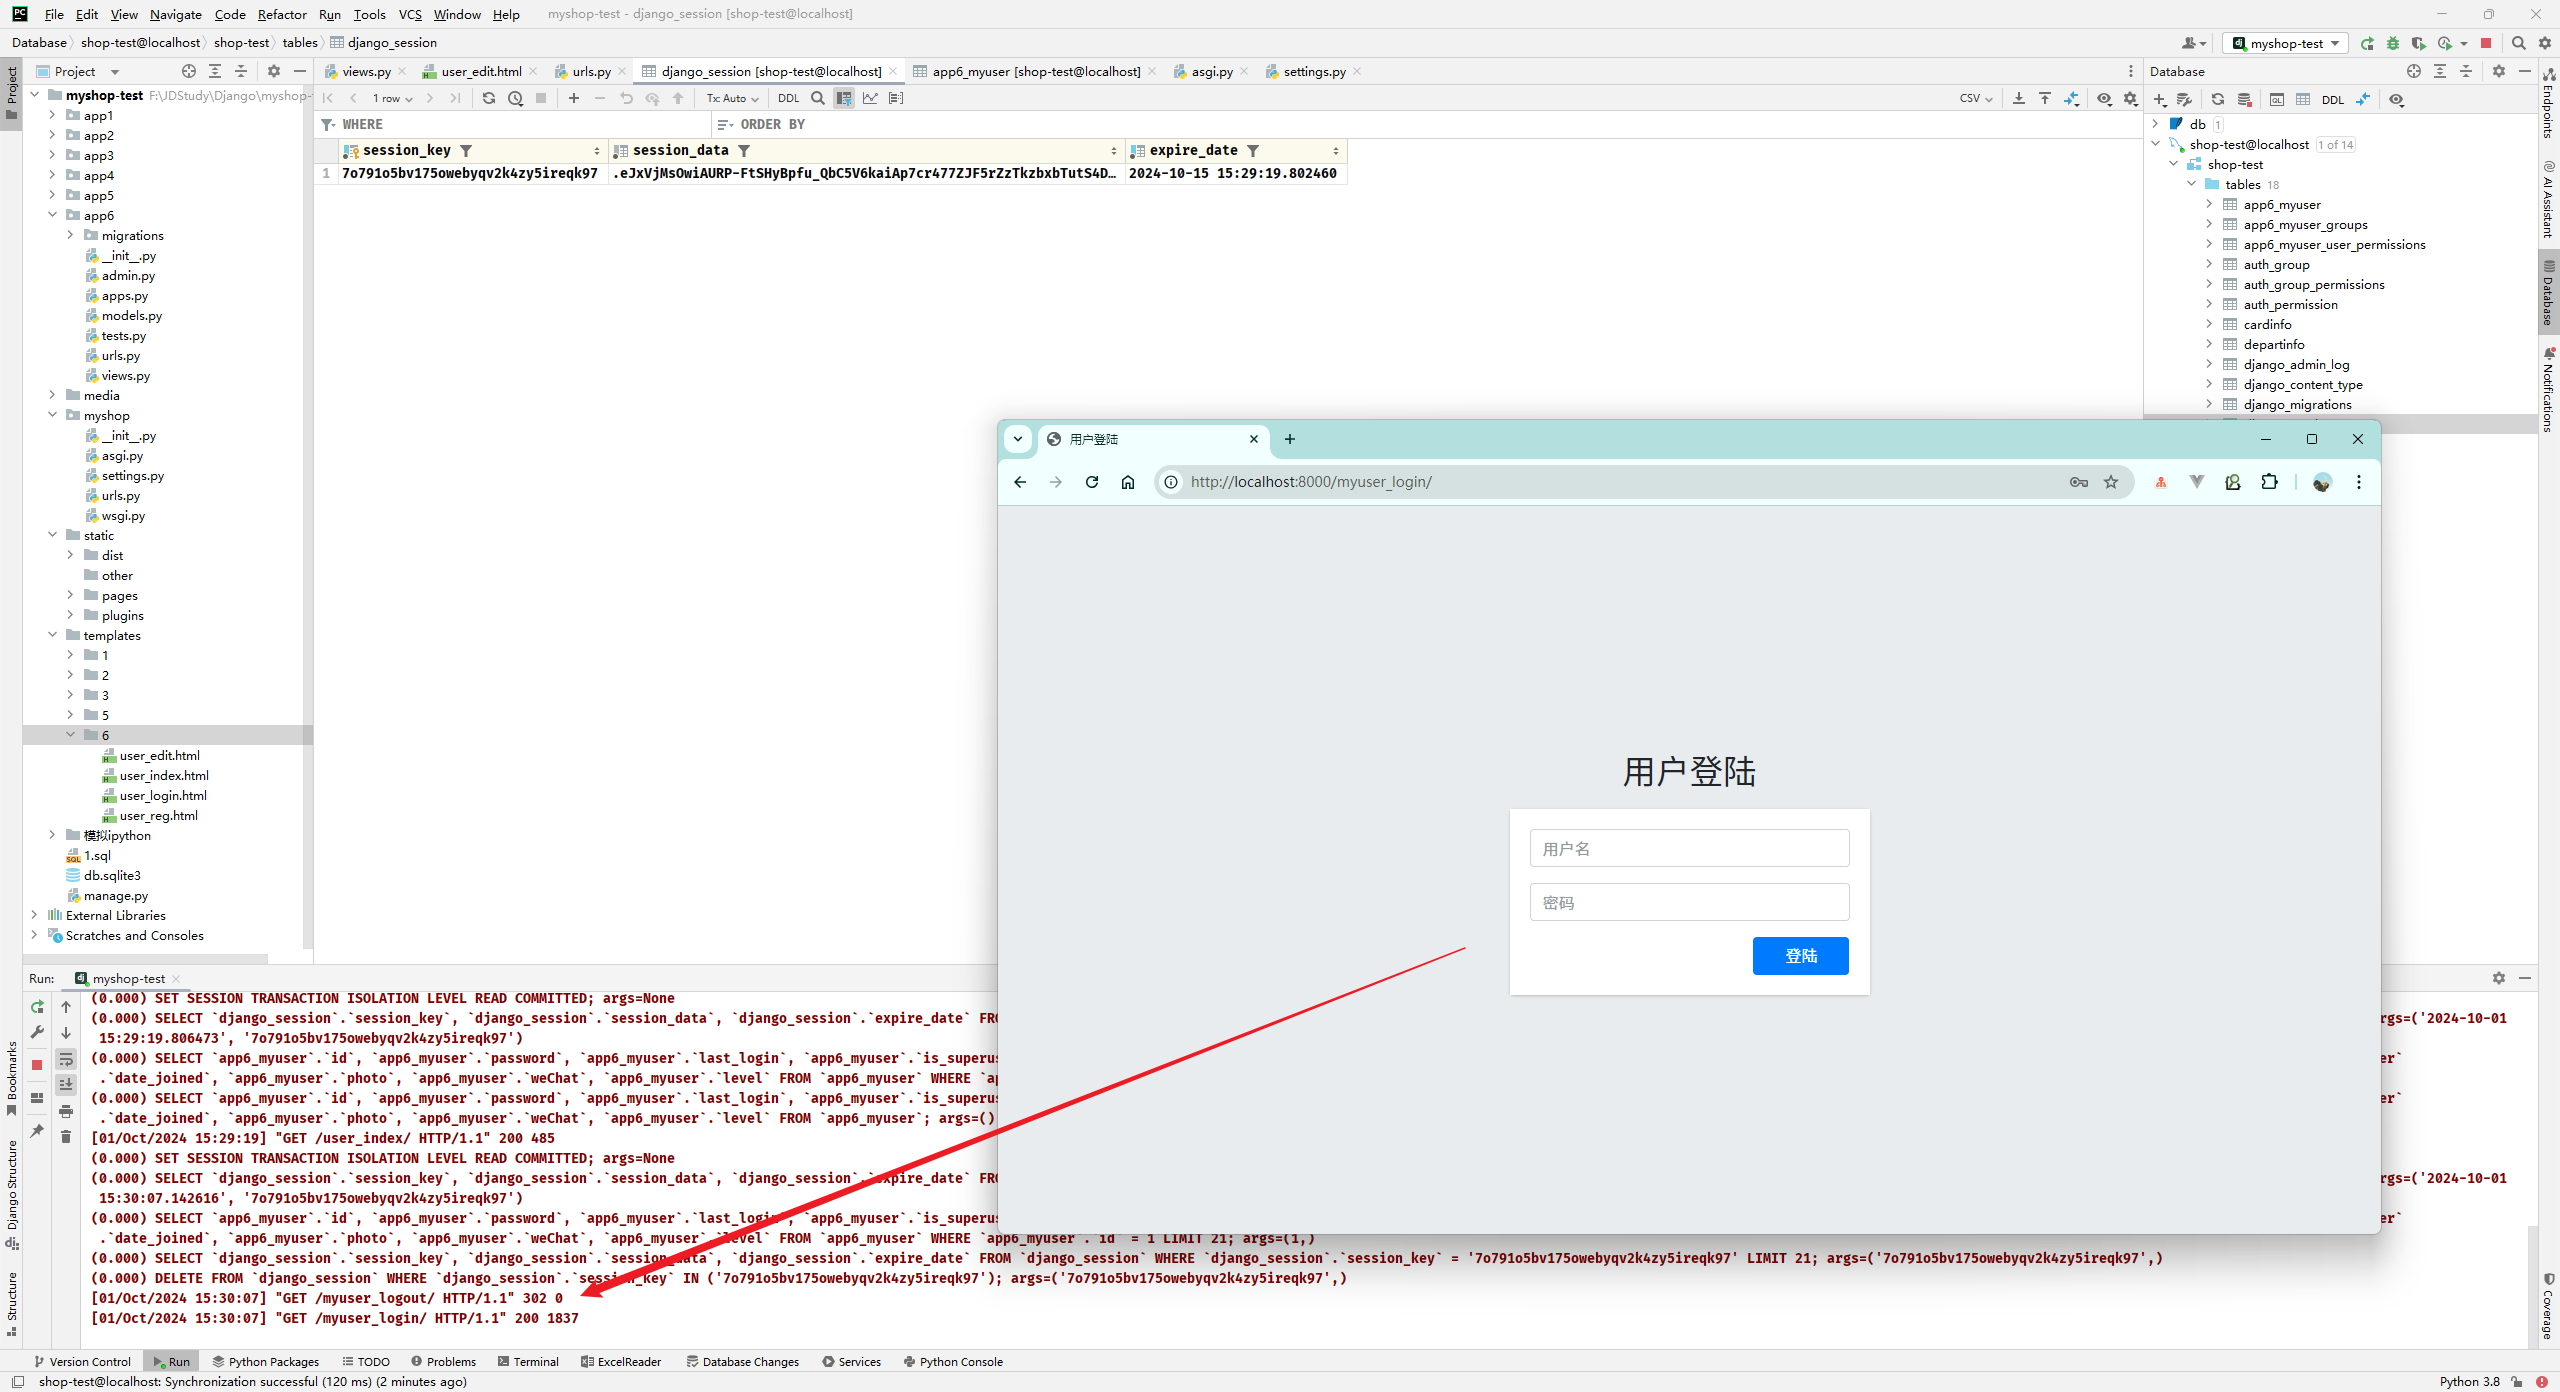 File Edit View Navigate Code Refactor Run Tools VCS Window Help myshop-test - django_session [shop-test@localhost]
Database shop-test@localhost shop-test tables django_session
myshop-test
Project
views.py user_edit.html urls.py django_session [shop-test@localhost] app6_myuser [shop-test@localhost] asgi.py settings.py
Database
1 row Tx: Auto DDL CSV
DDL
WHERE ORDER BY
session_key session_data expire_date
1 7o791o5bv175owebyqv2k4zy5ireqk97 .eJxVjMsOwiAURP-FtSHyBpfu_QbC5V6kaiAp7cr477ZJF5rZzTkzbxbTutS4D… 2024-10-15 15:29:19.802460
myshop-test F:\JDStudy\Django\myshop-
app1
app2
app3
app4
app5
app6
migrations
__init__.py
admin.py
apps.py
models.py
tests.py
urls.py
views.py
media
myshop
__init__.py
asgi.py
settings.py
urls.py
wsgi.py
static
dist
other
pages
plugins
templates
1
2
3
5
6
user_edit.html
user_index.html
user_login.html
user_reg.html
模拟ipython
1.sql
db.sqlite3
manage.py
External Libraries
Scratches and Consoles
db 1
shop-test@localhost 1 of 14
shop-test
tables 18
app6_myuser
app6_myuser_groups
app6_myuser_user_permissions
auth_group
auth_group_permissions
auth_permission
cardinfo
departinfo
django_admin_log
django_content_type
django_migrations
用户登陆
http://localhost:8000/myuser_login/
用户登陆
用户名
密码
登陆
Run: myshop-test
(0.000) SET SESSION TRANSACTION ISOLATION LEVEL READ COMMITTED; args=None
(0.000) SELECT `django_session`.`session_key`, `django_session`.`session_data`, `django_session`.`expire_date` FRO rgs=('2024-10-01
15:29:19.806473', '7o791o5bv175owebyqv2k4zy5ireqk97')
(0.000) SELECT `app6_myuser`.`id`, `app6_myuser`.`password`, `app6_myuser`.`last_login`, `app6_myuser`.`is_superus er`
.`date_joined`, `app6_myuser`.`photo`, `app6_myuser`.`weChat`, `app6_myuser`.`level` FROM `app6_myuser` WHERE `ap
(0.000) SELECT `app6_myuser`.`id`, `app6_myuser`.`password`, `app6_myuser`.`last_login`, `app6_myuser`.`is_superus er`
.`date_joined`, `app6_myuser`.`photo`, `app6_myuser`.`weChat`, `app6_myuser`.`level` FROM `app6_myuser`; args=()
[01/Oct/2024 15:29:19] "GET /user_index/ HTTP/1.1" 200 485
(0.000) SET SESSION TRANSACTION ISOLATION LEVEL READ COMMITTED; args=None
(0.000) SELECT `django_session`.`session_key`, `django_session`.`session_data`, `django_session`.`expire_date` FRO rgs=('2024-10-01
15:30:07.142616', '7o791o5bv175owebyqv2k4zy5ireqk97')
(0.000) SELECT `app6_myuser`.`id`, `app6_myuser`.`password`, `app6_myuser`.`last_login`, `app6_myuser`.`is_superus er`
.`date_joined`, `app6_myuser`.`photo`, `app6_myuser`.`weChat`, `app6_myuser`.`level` FROM `app6_myuser` WHERE `app6_myuser`.`id` = 1 LIMIT 21; args=(1,)
(0.000) SELECT `django_session`.`session_key`, `django_session`.`session_data`, `django_session`.`expire_date` FROM `django_session` WHERE `django_session`.`session_key` = '7o791o5bv175owebyqv2k4zy5ireqk97' LIMIT 21; args=('7o791o5bv175owebyqv2k4zy5ireqk97',)
(0.000) DELETE FROM `django_session` WHERE `django_session`.`session_key` IN ('7o791o5bv175owebyqv2k4zy5ireqk97'); args=('7o791o5bv175owebyqv2k4zy5ireqk97',)
[01/Oct/2024 15:30:07] "GET /myuser_logout/ HTTP/1.1" 302 0
[01/Oct/2024 15:30:07] "GET /myuser_login/ HTTP/1.1" 200 1837
Project
Bookmarks
Django Structure
Structure
Endpoints
AI Assistant
Database
Notifications
Coverage
Version Control Run Python Packages TODO Problems Terminal ExcelReader Database Changes Services Python Console
shop-test@localhost: Synchronization successful (120 ms) (2 minutes ago) Python 3.8